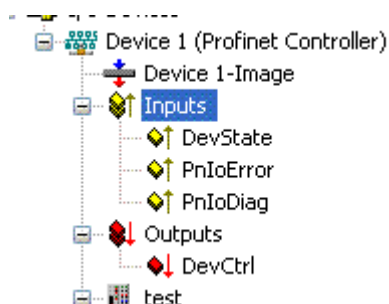 Device 1 (Profinet Controller)
Device 1-Image
Inputs
DevState
PnIoError
PnIoDiag
Outputs
DevCtrl
test